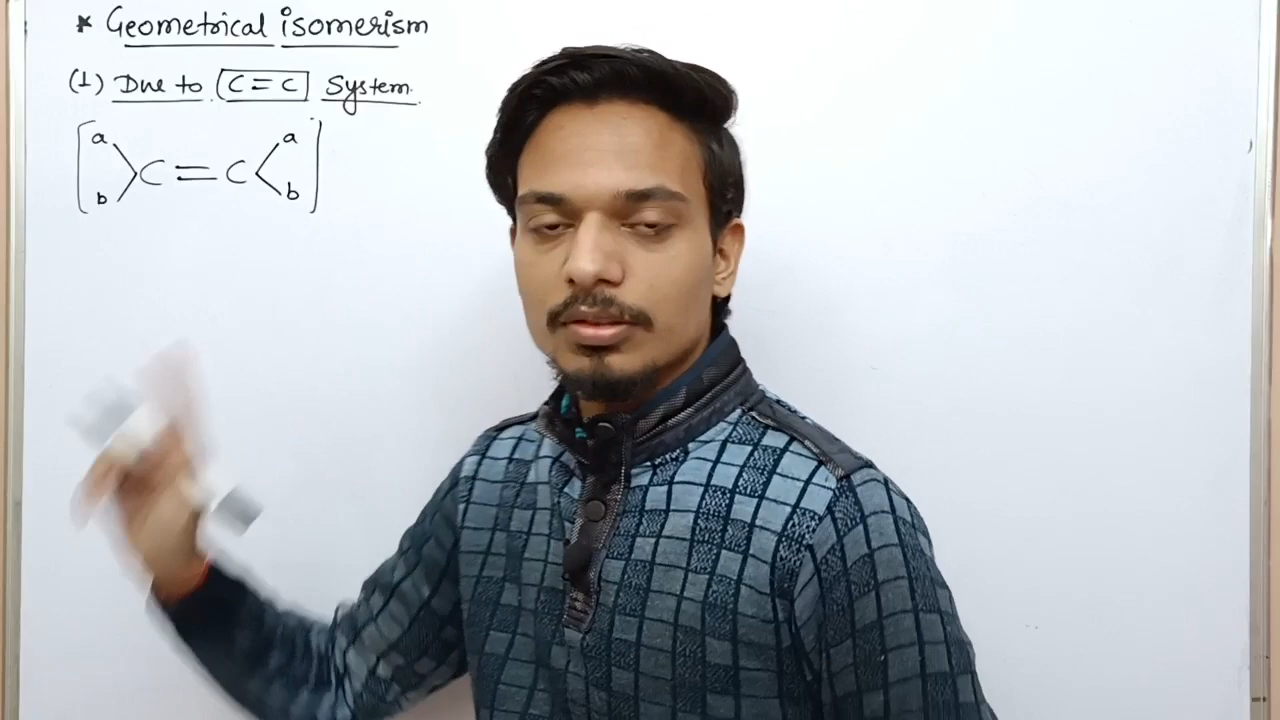 * Geometrical isomerism
(1) Due to C=C System.
a a
C=C
b b